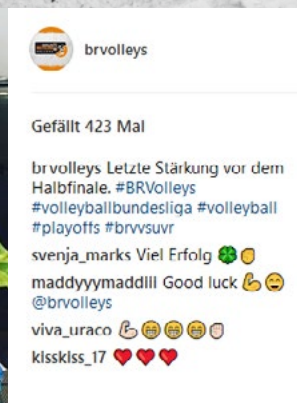 brvolleys
Gefällt 423 Mal
brvolleys Letzte Stärkung vor dem
Halbfinale. #BRVolleys
#volleyballbundesliga #volleyball
#playoffs #brvvsuvr
svenja_marks Viel Erfolg 🍀👏
maddyyymaddlll Good luck 💪😄
@brvolleys
viva_uraco 💪😁😁😁👏🏻
kisskiss_17 ❤️❤️❤️